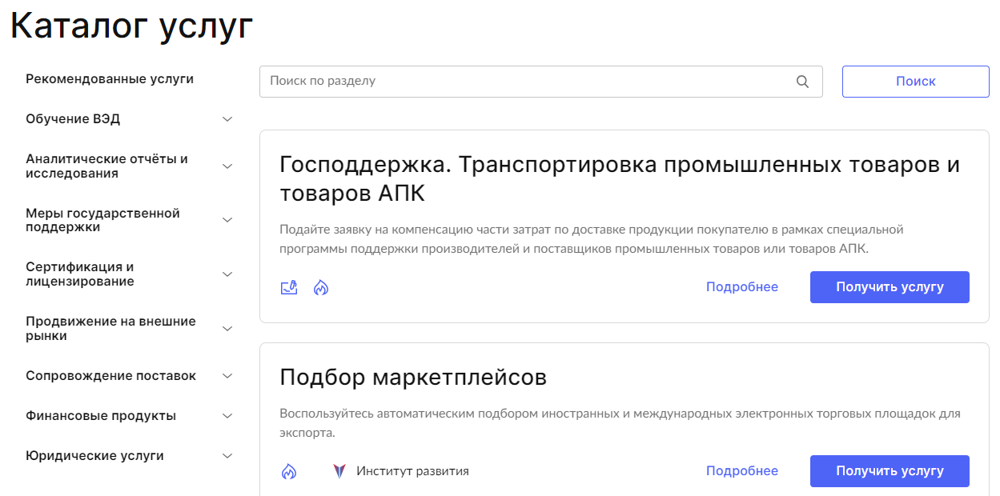 Каталог услуг
Рекомендованные услуги
Обучение ВЭД
Аналитические отчёты и
исследования
Меры государственной
поддержки
Сертификация и
лицензирование
Продвижение на внешние
рынки
Сопровождение поставок
Финансовые продукты
Юридические услуги
Поиск по разделу
Поиск
Господдержка. Транспортировка промышленных товаров и
товаров АПК
Подайте заявку на компенсацию части затрат по доставке продукции покупателю в рамках специальной
программы поддержки производителей и поставщиков промышленных товаров или товаров АПК.
Подробнее
Получить услугу
Подбор маркетплейсов
Воспользуйтесь автоматическим подбором иностранных и международных электронных торговых площадок для
экспорта.
Институт развития
Подробнее
Получить услугу